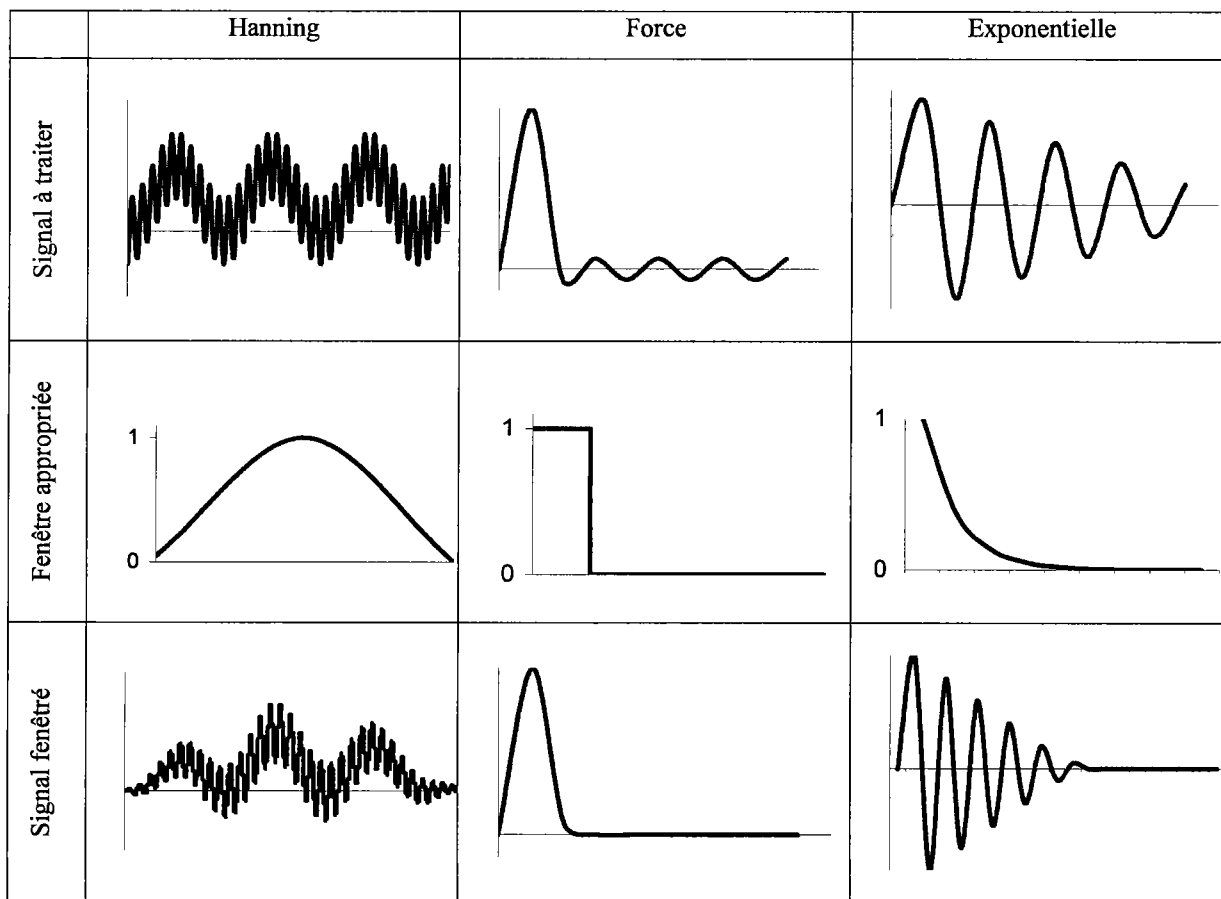 Hanning Force Exponentielle
Signal à traiter
Fenêtre appropriée
1
0
1
0
1
0
Signal fenêtré